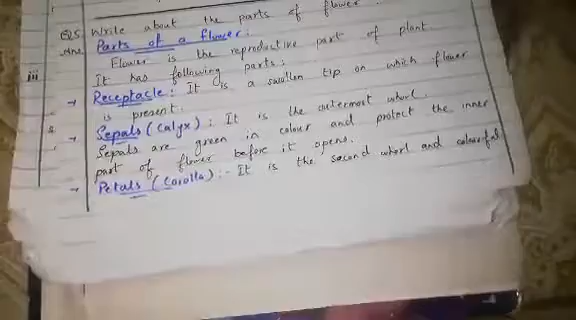 Q5. Write about the parts of flower.
Ans. Parts of a flower:
Flower is the reproductive part of plant
It has following parts:
iii
→ Receptacle: It is a swollen tip on which flower
is present.
→ Sepals (Calyx): It is the outermost whorl.
Sepals are green in colour and protect the inner
part of flower before it opens.
→ Petals (Corolla):- It is the second whorl and colourful